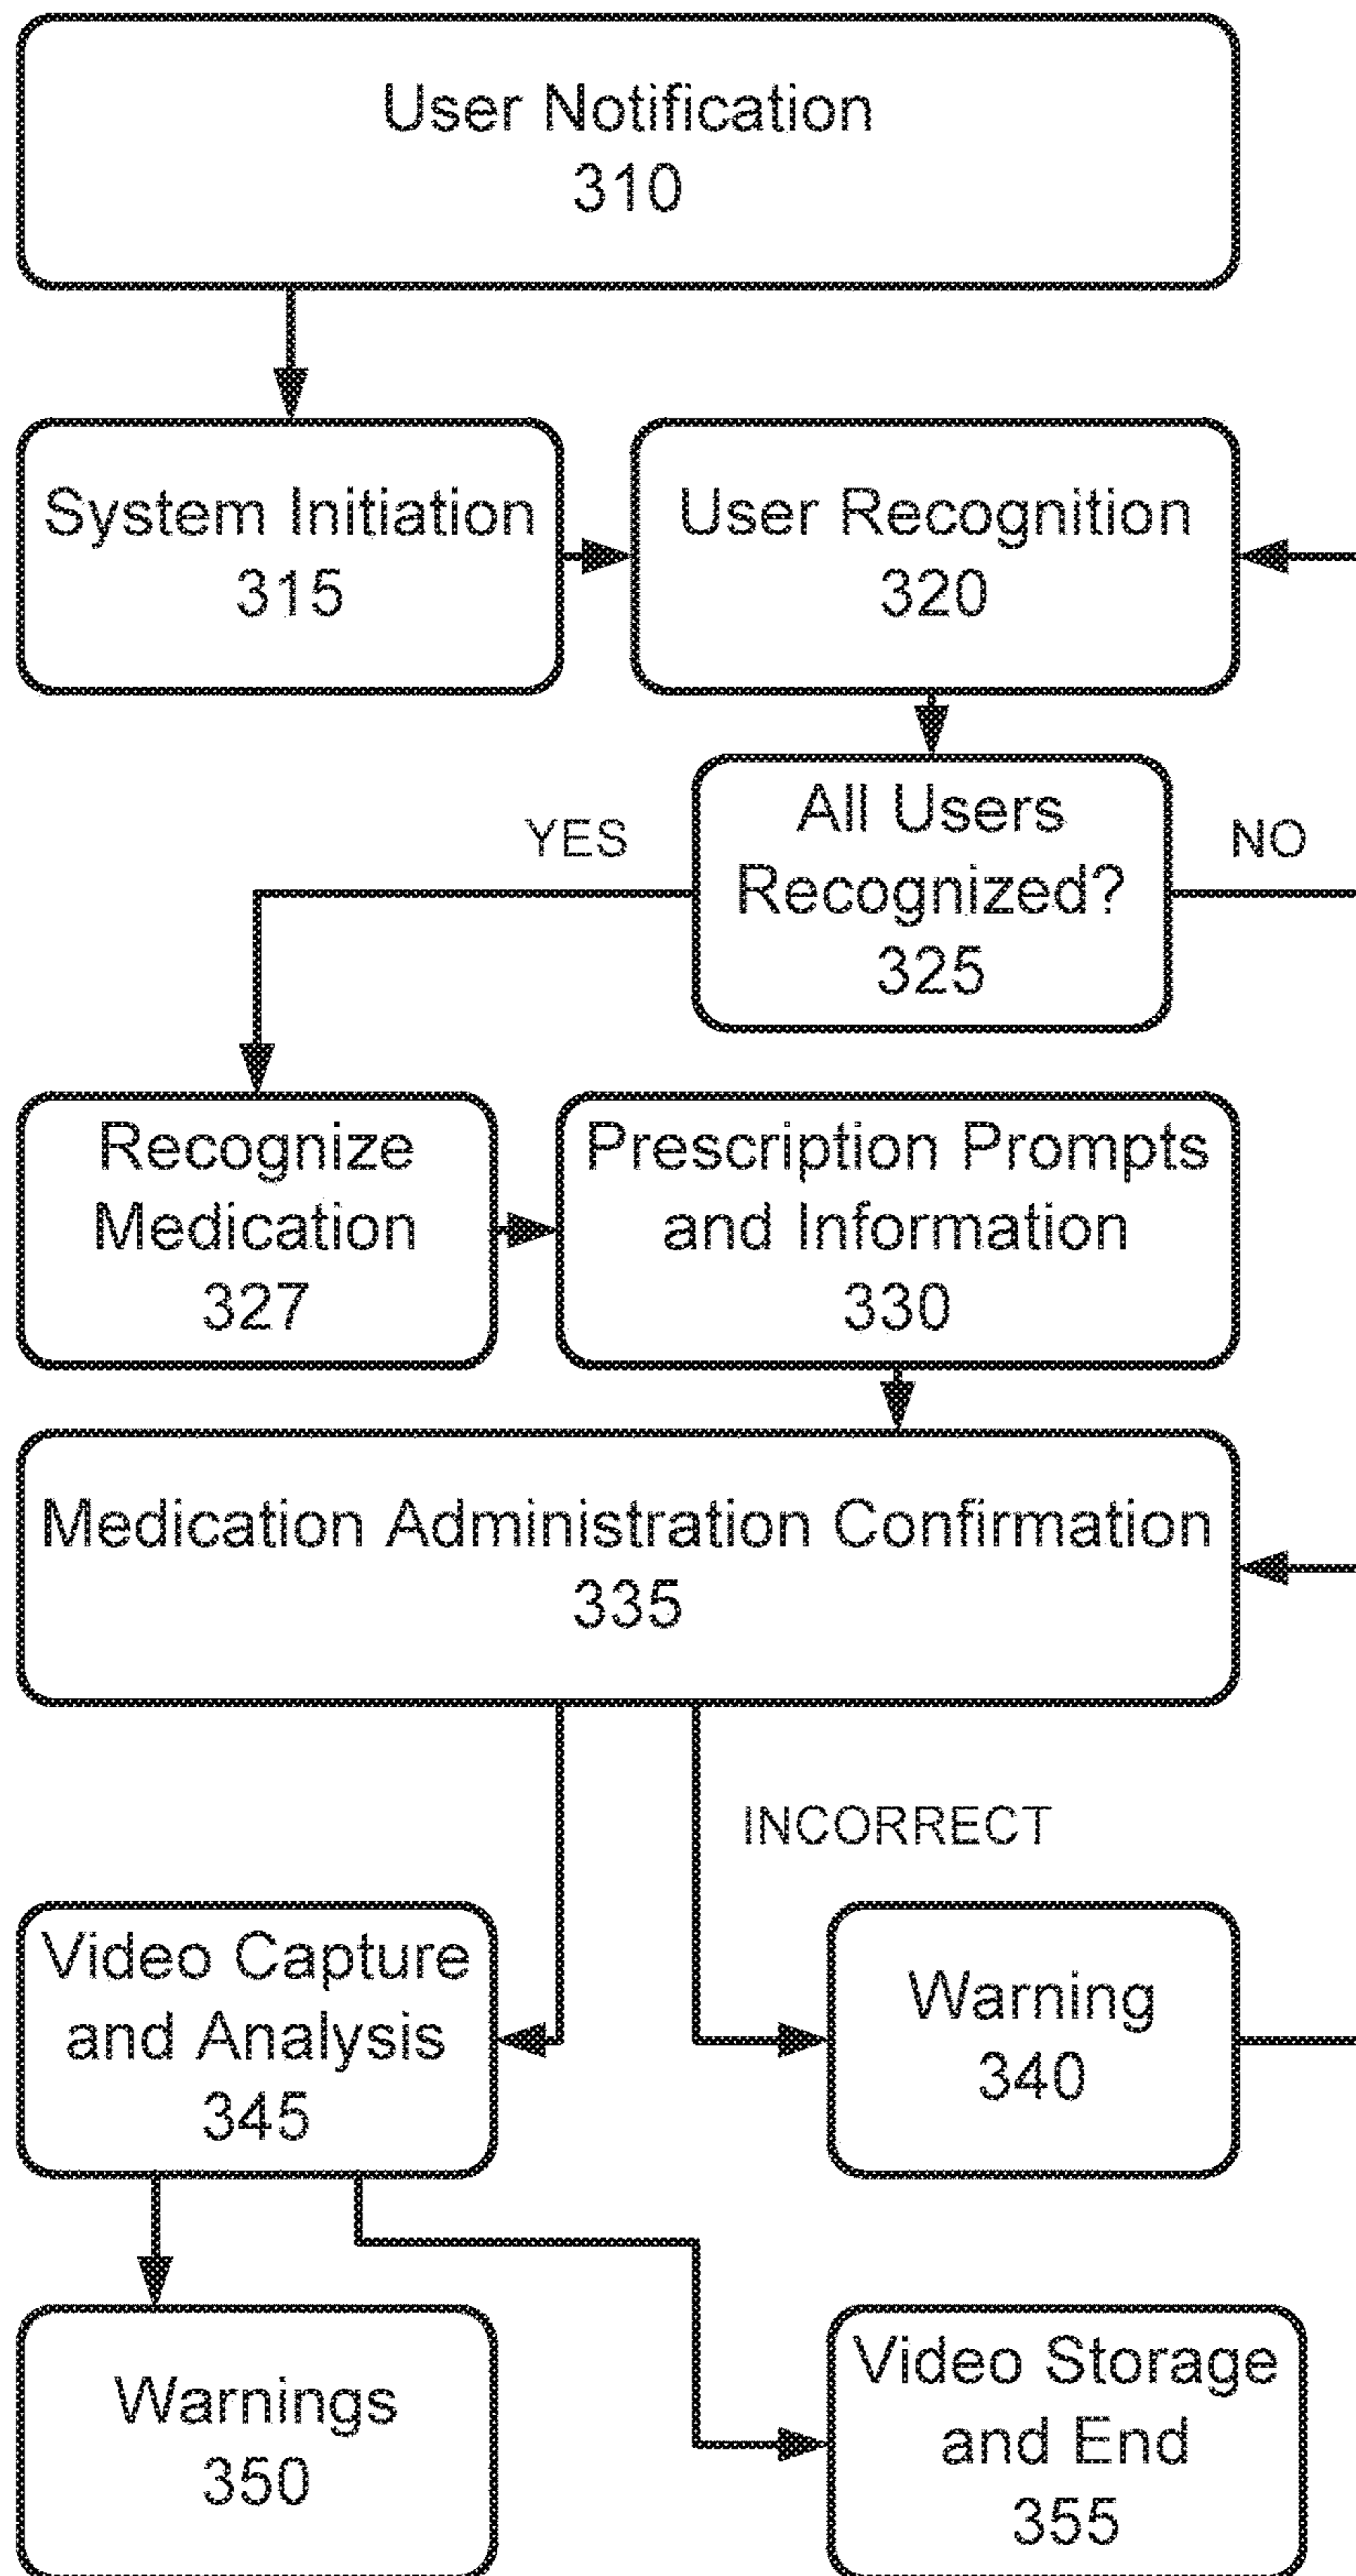 User Notification
310
System Initiation
315
User Recognition
320
All Users
Recognized?
325
YES
NO
Recognize
Medication
327
Prescription Prompts
and Information
330
Medication Administration Confirmation
335
INCORRECT
Video Capture
and Analysis
345
Warning
340
Warnings
350
Video Storage
and End
355